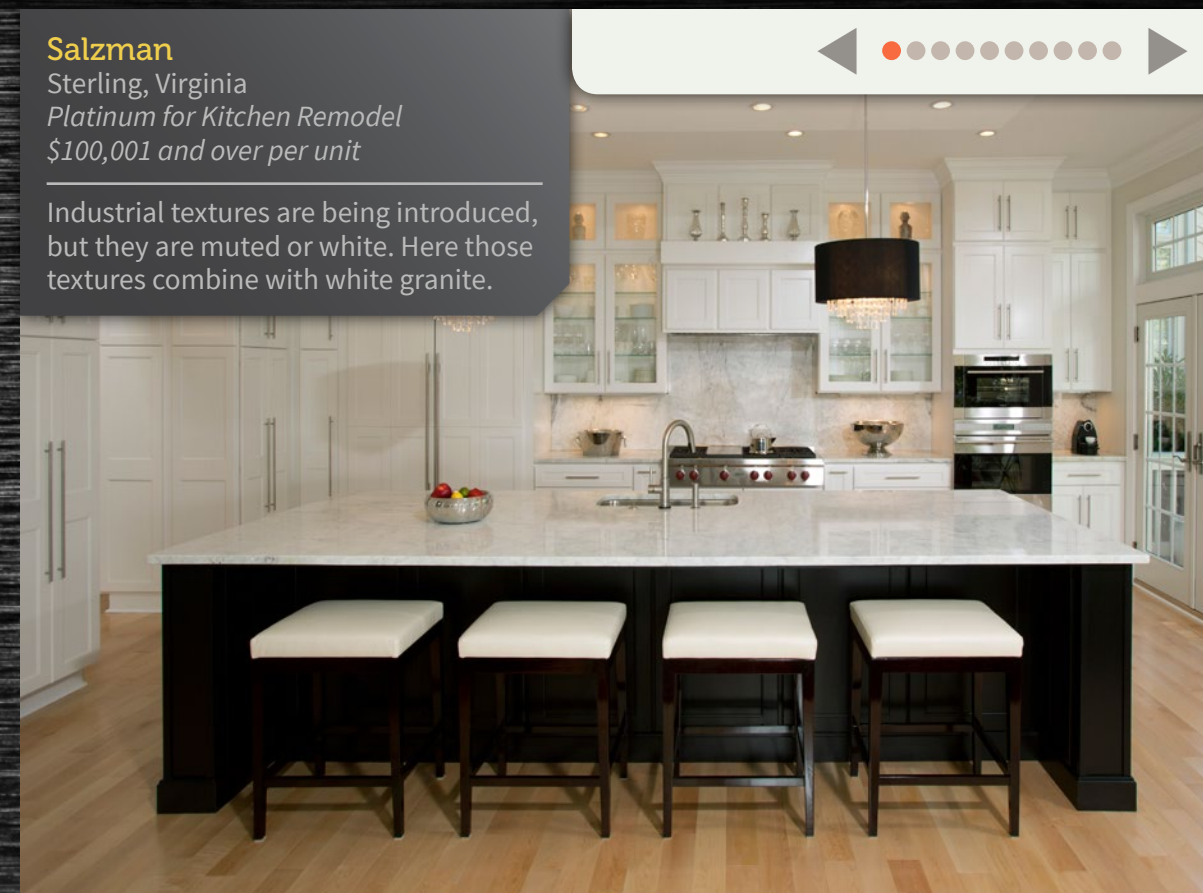 Salzman
Sterling, Virginia
Platinum for Kitchen Remodel
$100,001 and over per unit
Industrial textures are being introduced,
but they are muted or white. Here those
textures combine with white granite.